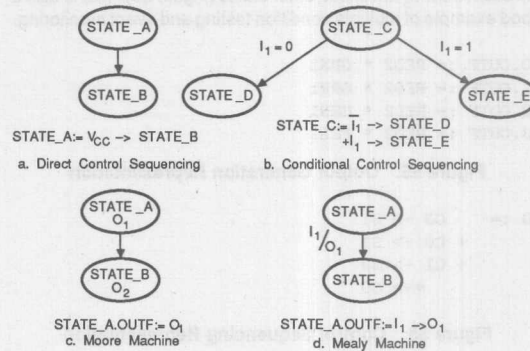 STATE_A
STATE_C
I1 = 0
I1 = 1
STATE_B
STATE_D
STATE_E
STATE_A:= VCC -> STATE_B
STATE_C:= I̅1̅ -> STATE_D
+I1 -> STATE_E
a. Direct Control Sequencing
b. Conditional Control Sequencing
STATE_A
O1
STATE_A
I1/O1
STATE_B
O2
STATE_B
STATE_A.OUTF:= O1
STATE_A.OUTF:=I1 ->O1
c. Moore Machine
d. Mealy Machine